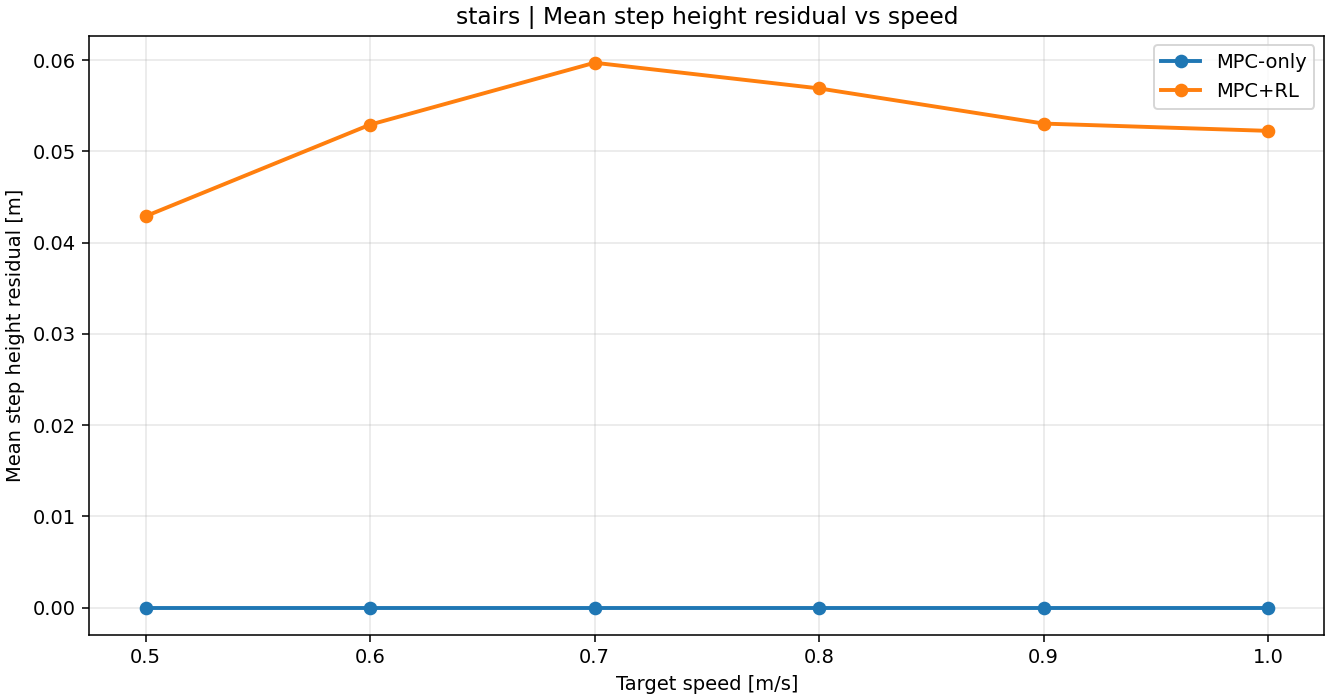 stairs | Mean step height residual vs speed
MPC-only
MPC+RL
Mean step height residual [m]
0.06
0.05
0.04
0.03
0.02
0.01
0.00
0.5 0.6 0.7 0.8 0.9 1.0
Target speed [m/s]